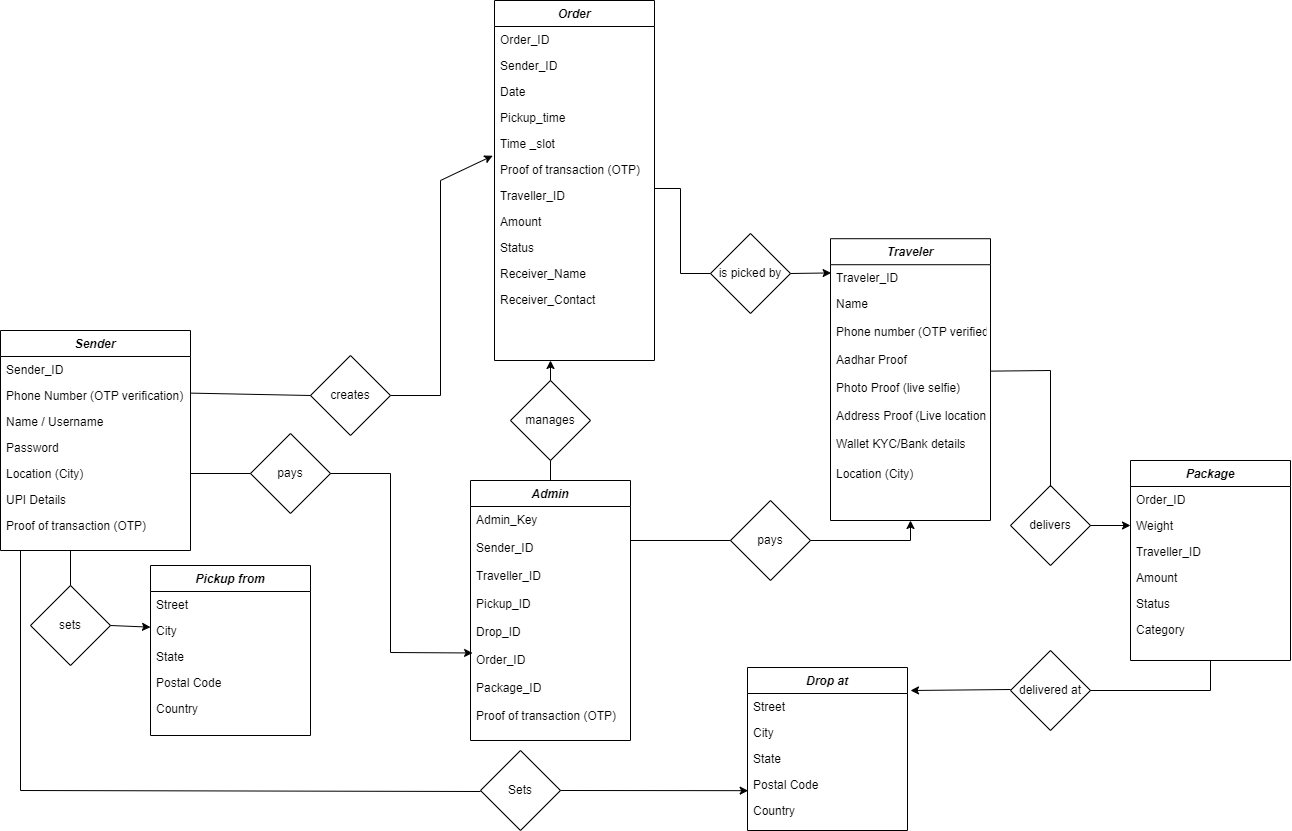 Order
Order_ID
Sender_ID
Date
Pickup_time
Time _slot
Proof of transaction (OTP)
Traveller_ID
Amount
Status
Receiver_Name
Receiver_Contact
is picked by
Traveler
Traveler_ID
Name
Phone number (OTP verified
Aadhar Proof
Photo Proof (live selfie)
Address Proof (Live location
Wallet KYC/Bank details
Location (City)
Sender
Sender_ID
Phone Number (OTP verification)
Name / Username
Password
Location (City)
UPI Details
Proof of transaction (OTP)
creates
manages
pays
Admin
Admin_Key
Sender_ID
Traveller_ID
Pickup_ID
Drop_ID
Order_ID
Package_ID
Proof of transaction (OTP)
pays
delivers
Package
Order_ID
Weight
Traveller_ID
Amount
Status
Category
sets
Pickup from
Street
City
State
Postal Code
Country
Drop at
Street
City
State
Postal Code
Country
delivered at
Sets